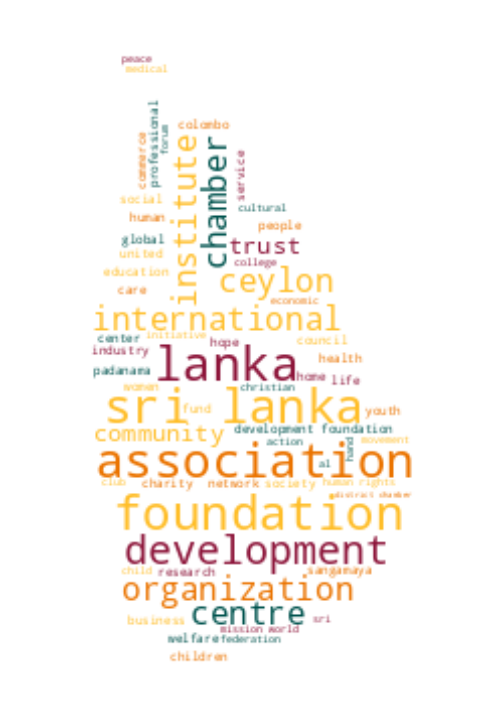 peace
medical
professional
forum
commerce
colombo
institute
chamber
service
social
cultural
human
people
global
trust
united
college
education
ceylon
care
economic
international
center initiative
hope
council
industry
lanka
health
padanama
home life
women
christian
sri lanka
fund
youth
community
development foundation
action
hand
movement
association
al
club
charity
network
society
human rights
district chamber
foundation
development
child
research
sangamaya
organization
centre
business
sri
mission world
welfare
federation
children